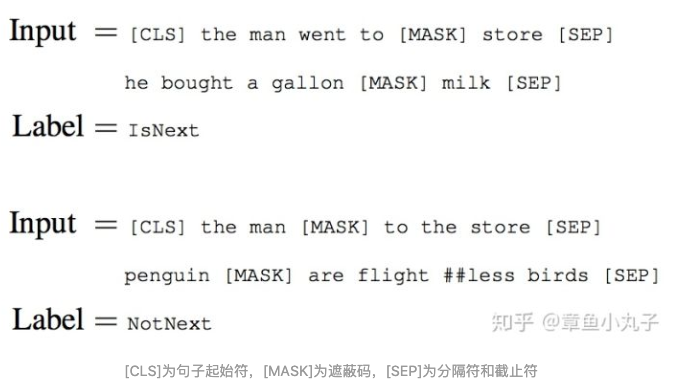 Input = [CLS] the man went to [MASK] store [SEP]
he bought a gallon [MASK] milk [SEP]
Label = IsNext
Input = [CLS] the man [MASK] to the store [SEP]
penguin [MASK] are flight ##less birds [SEP]
Label = NotNext
知乎 @章鱼小丸子
[CLS]为句子起始符，[MASK]为遮蔽码，[SEP]为分隔符和截止符